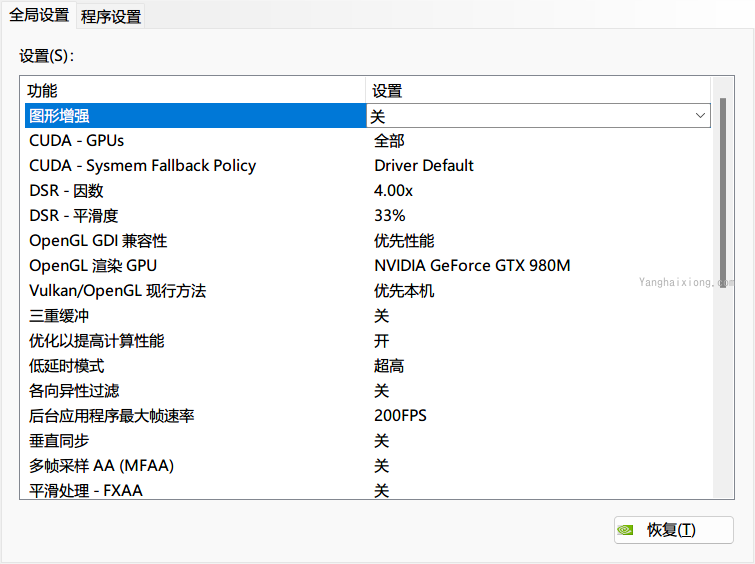 全局设置 程序设置
设置(S):
功能 设置
图形增强 关
CUDA - GPUs 全部
CUDA - Sysmem Fallback Policy Driver Default
DSR - 因数 4.00x
DSR - 平滑度 33%
OpenGL GDI 兼容性 优先性能
OpenGL 渲染 GPU NVIDIA GeForce GTX 980M
Vulkan/OpenGL 现行方法 优先本机
Yanghaixiong.com
三重缓冲 关
优化以提高计算性能 开
低延时模式 超高
各向异性过滤 关
后台应用程序最大帧速率 200FPS
垂直同步 关
多帧采样 AA (MFAA) 关
平滑处理 - FXAA 关
恢复(T)